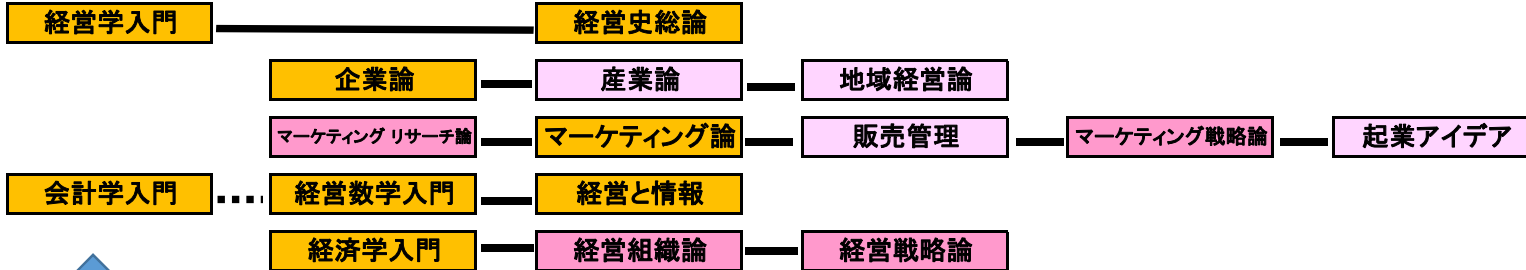 経営学入門 経営史総論
企業論 産業論 地域経営論
マーケティング リサーチ論 マーケティング論 販売管理 マーケティング戦略論 起業アイデア
会計学入門 経営数学入門 経営と情報
経済学入門 経営組織論 経営戦略論